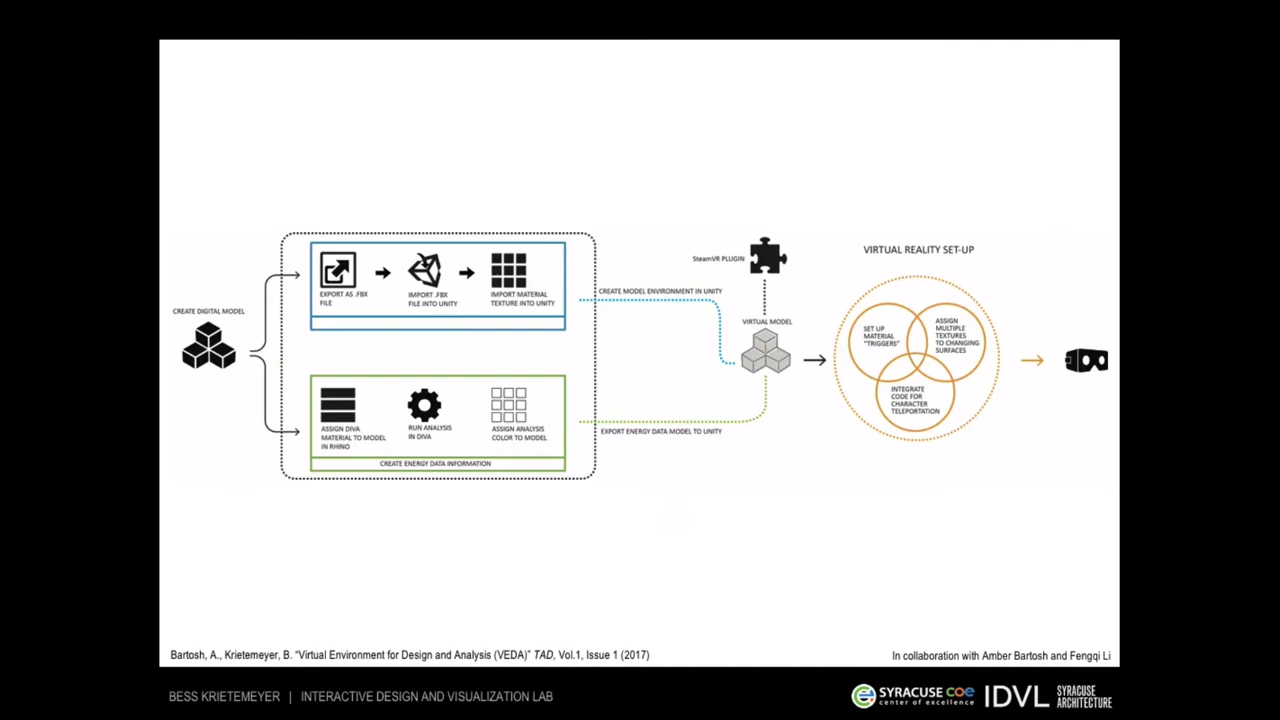 VIRTUAL REALITY SET-UP
SteamVR PLUGIN
EXPORT AS .FBX
FILE
IMPORT .FBX
FILE INTO UNITY
IMPORT MATERIAL
TEXTURE INTO UNITY
CREATE MODEL ENVIRONMENT IN UNITY
CREATE DIGITAL MODEL
VIRTUAL MODEL
SET UP
MATERIAL
"TRIGGERS"
ASSIGN
MULTIPLE
TEXTURES
TO CHANGING
SURFACES
INTEGRATE
CODE FOR
CHARACTER
TELEPORTATION
ASSIGN DIVA
MATERIAL TO MODEL
IN RHINO
RUN ANALYSIS
IN DIVA
ASSIGN ANALYSIS
COLOR TO MODEL
EXPORT ENERGY DATA MODEL TO UNITY
CREATE ENERGY DATA INFORMATION
Bartosh, A., Krietemeyer, B. “Virtual Environment for Design and Analysis (VEDA)” TAD, Vol.1, Issue 1 (2017)
In collaboration with Amber Bartosh and Fengqi Li
BESS KRIETEMEYER | INTERACTIVE DESIGN AND VISUALIZATION LAB
SYRACUSE COE
center of excellence
IDVL
SYRACUSE
ARCHITECTURE